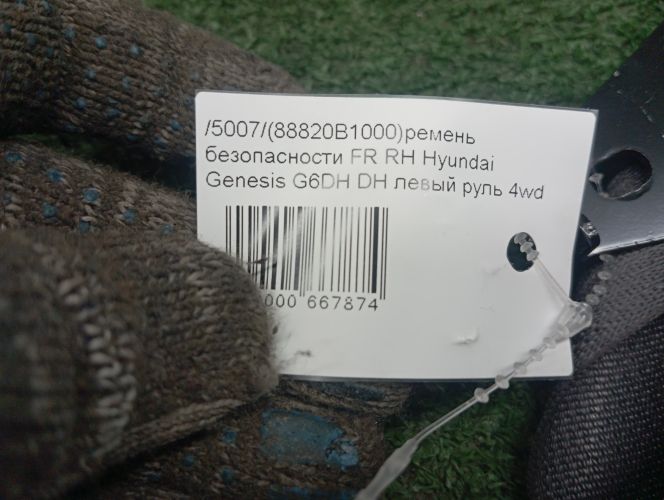 /5007/(88820B1000)ремень
безопасности FR RH Hyundai
Genesis G6DH DH левый руль 4wd
000 667874